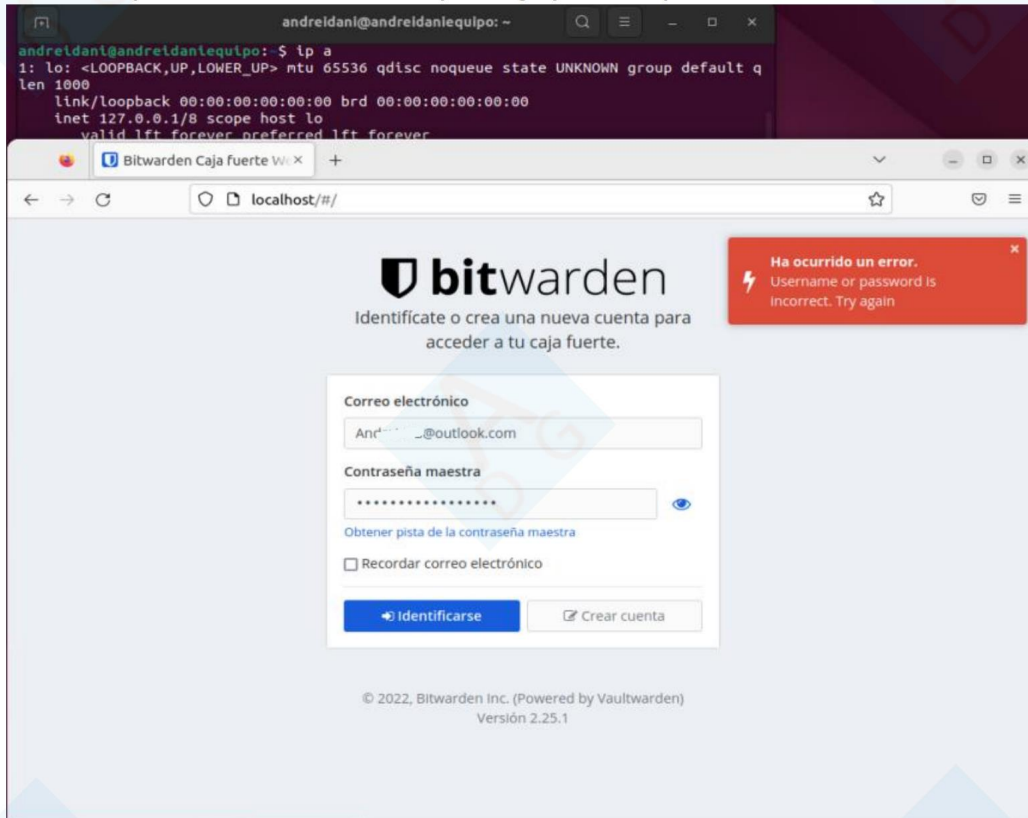 andreidani@andreidaniequipo: ~
andreidani@andreidaniequipo:~$ ip a
1: lo: <LOOPBACK,UP,LOWER_UP> mtu 65536 qdisc noqueue state UNKNOWN group default q
len 1000
link/loopback 00:00:00:00:00:00 brd 00:00:00:00:00:00
inet 127.0.0.1/8 scope host lo
valid_lft forever preferred_lft forever
Bitwarden Caja fuerte We
localhost/#/
bitwarden
Ha ocurrido un error.
Username or password is
incorrect. Try again
Identifícate o crea una nueva cuenta para
acceder a tu caja fuerte.
Correo electrónico
@outlook.com
Contraseña maestra
Obtener pista de la contraseña maestra
Recordar correo electrónico
Identificarse
Crear cuenta
© 2022, Bitwarden Inc. (Powered by Vaultwarden)
Versión 2.25.1